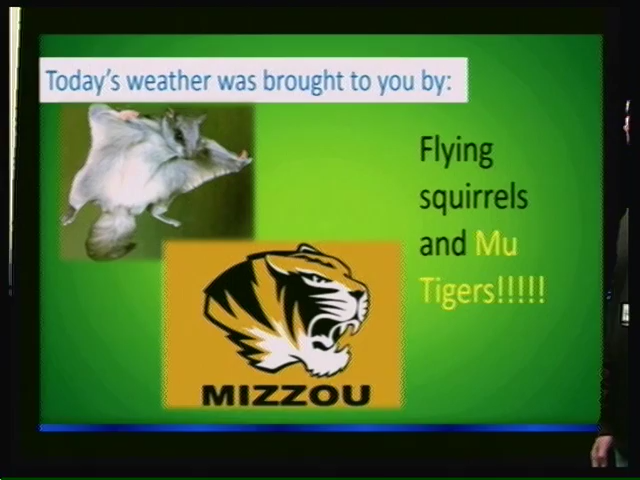 Today's weather was brought to you by:
Flying
squirrels
and Mu
Tigers!!!!!
MIZZOU